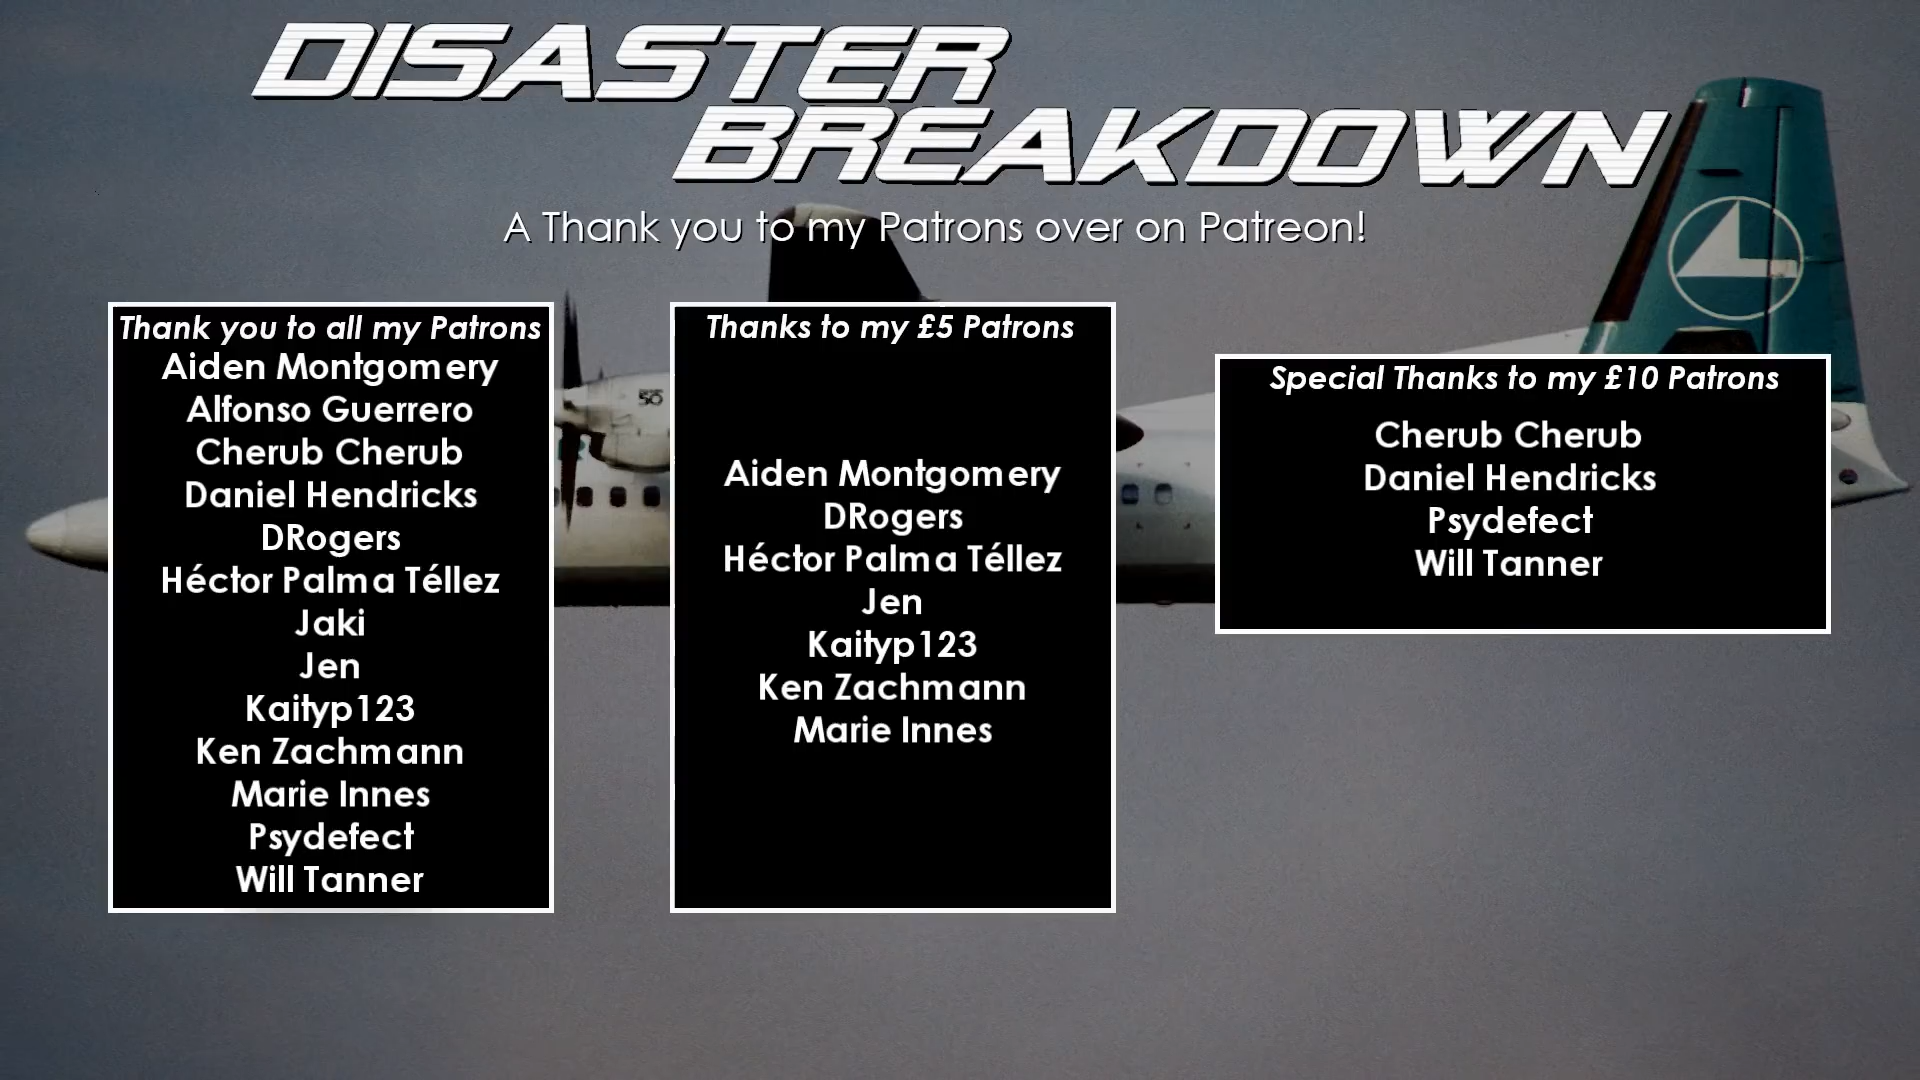 DISASTER
BREAKDOWN
A Thank you to my Patrons over on Patreon!
Thank you to all my Patrons
Aiden Montgomery
Alfonso Guerrero
Cherub Cherub
Daniel Hendricks
DRogers
Héctor Palma Téllez
Jaki
Jen
Kaityp123
Ken Zachmann
Marie Innes
Psydefect
Will Tanner
Thanks to my £5 Patrons
Aiden Montgomery
DRogers
Héctor Palma Téllez
Jen
Kaityp123
Ken Zachmann
Marie Innes
Special Thanks to my £10 Patrons
Cherub Cherub
Daniel Hendricks
Psydefect
Will Tanner
50